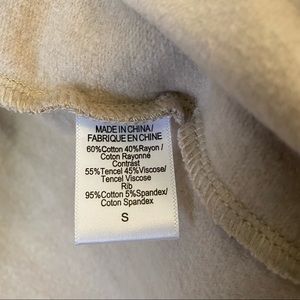 MADE IN CHINA/
FABRIQUE EN CHINE
60%Cotton 40%Rayon/
Coton Rayonne
Contrast
55%Tencel 45%Viscose/
Tencel Viscose
Rib
95%Cotton 5%Spandex/
Coton Spandex
S